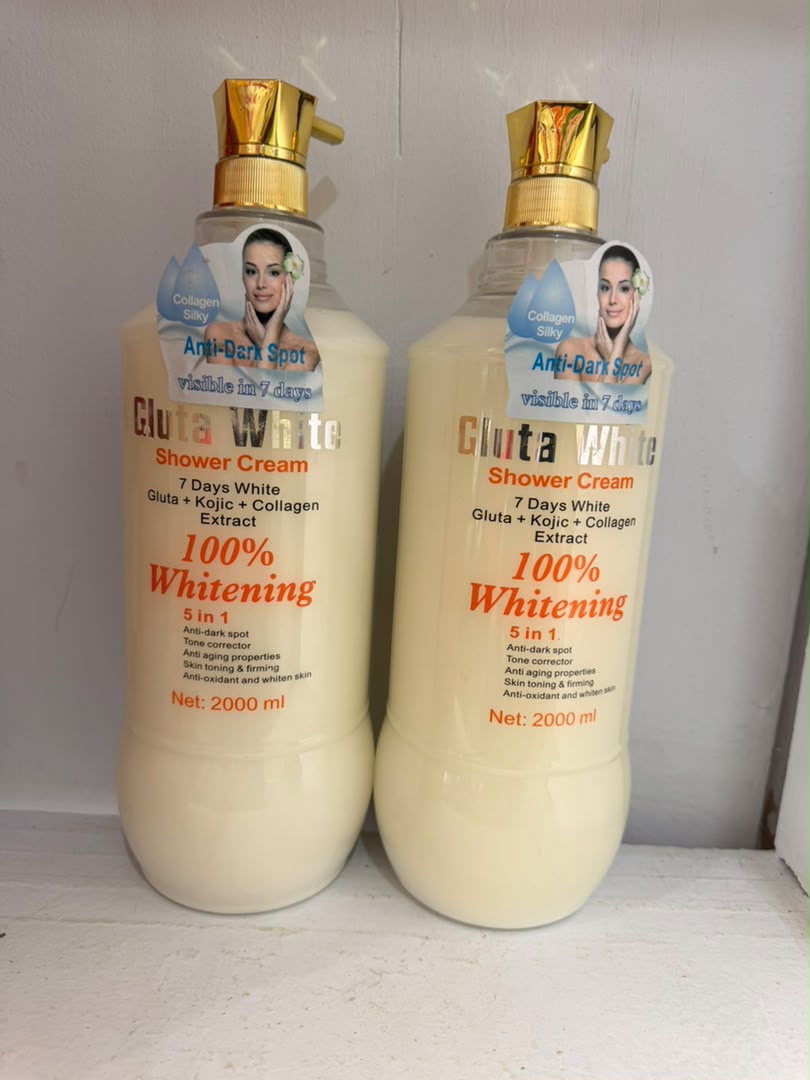 Collagen
Silky
Anti-Dark Spot
visible in 7 days
Gluta White
Shower Cream
7 Days White
Gluta + Kojic + Collagen
Extract
100%
Whitening
5 in 1
Anti-dark spot
Tone corrector
Anti aging properties
Skin toning & firming
Anti-oxidant and whiten skin
Net: 2000 ml
Collagen
Silky
Anti-Dark Spot
visible in 7 days
Gluta White
Shower Cream
7 Days White
Gluta + Kojic + Collagen
Extract
100%
Whitening
5 in 1.
Anti-dark spot
Tone corrector
Anti aging properties
Skin toning & firming
Anti-oxidant and whiten skin
Net: 2000 ml